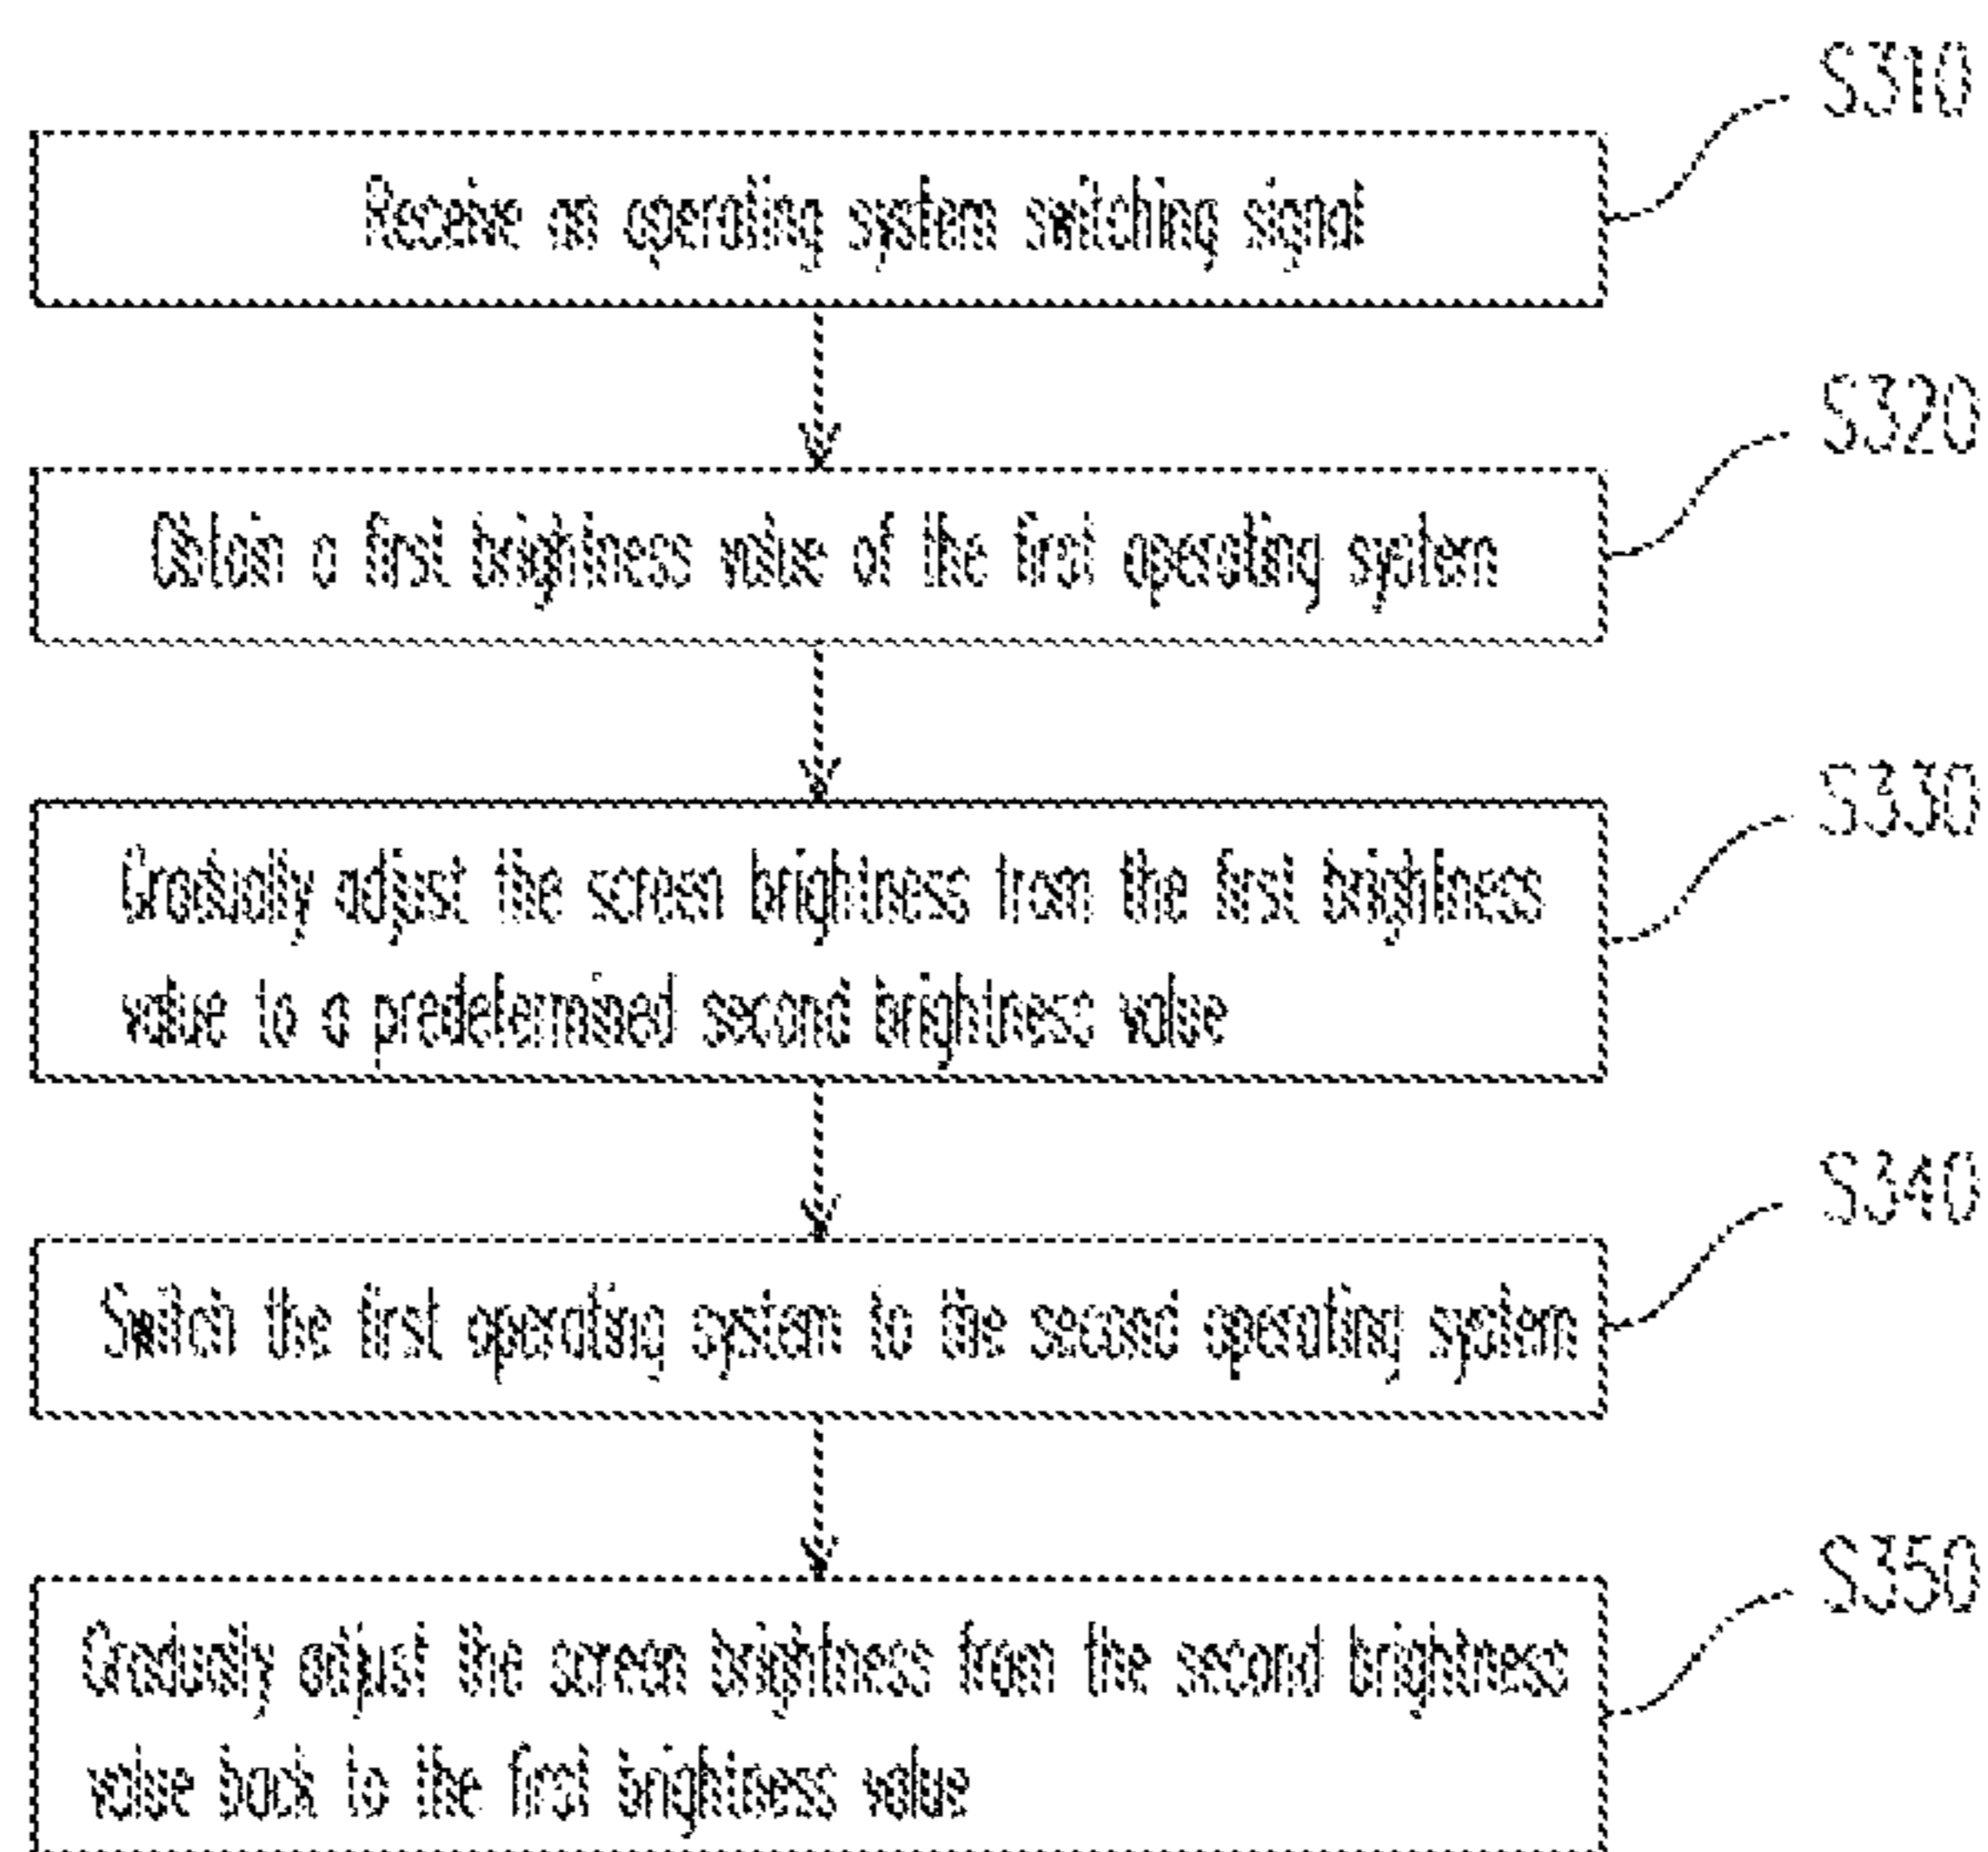 S310
Receive an operating system switching signal
S320
Obtain a first brightness value of the first operating system
S330
Gradually adjust the screen brightness from the first brightness
value to a predetermined second brightness value
S340
Switch the first operating system to the second operating system
S350
Gradually adjust the screen brightness from the second brightness
value back to the first brightness value